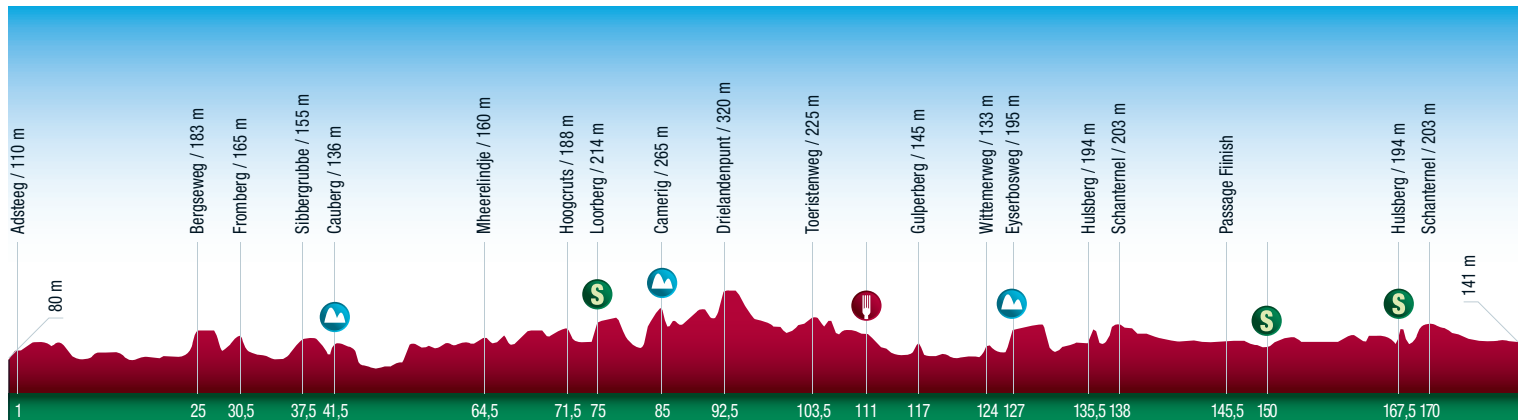 Adsteeg / 110 m
80 m
Bergseweg / 183 m
Fromberg / 165 m
Sibbergrubbe / 155 m
Cauberg / 136 m
Mheerelindje / 160 m
Hoogcruts / 188 m
Loorberg / 214 m
Camerig / 265 m
Drielandenpunt / 320 m
Toeristenweg / 225 m
Gulperberg / 145 m
Wittemerweg / 133 m
Eyserbosweg / 195 m
Hulsberg / 194 m
Schanternel / 203 m
Passage Fiinish
Hulsberg / 194 m
Schanternel / 203 m
141 m
S
S
S
1 25 30,5 37,5 41,5 64,5 71,5 75 85 92,5 103,5 111 117 124 127 135,5 138 145,5 150 167,5 170